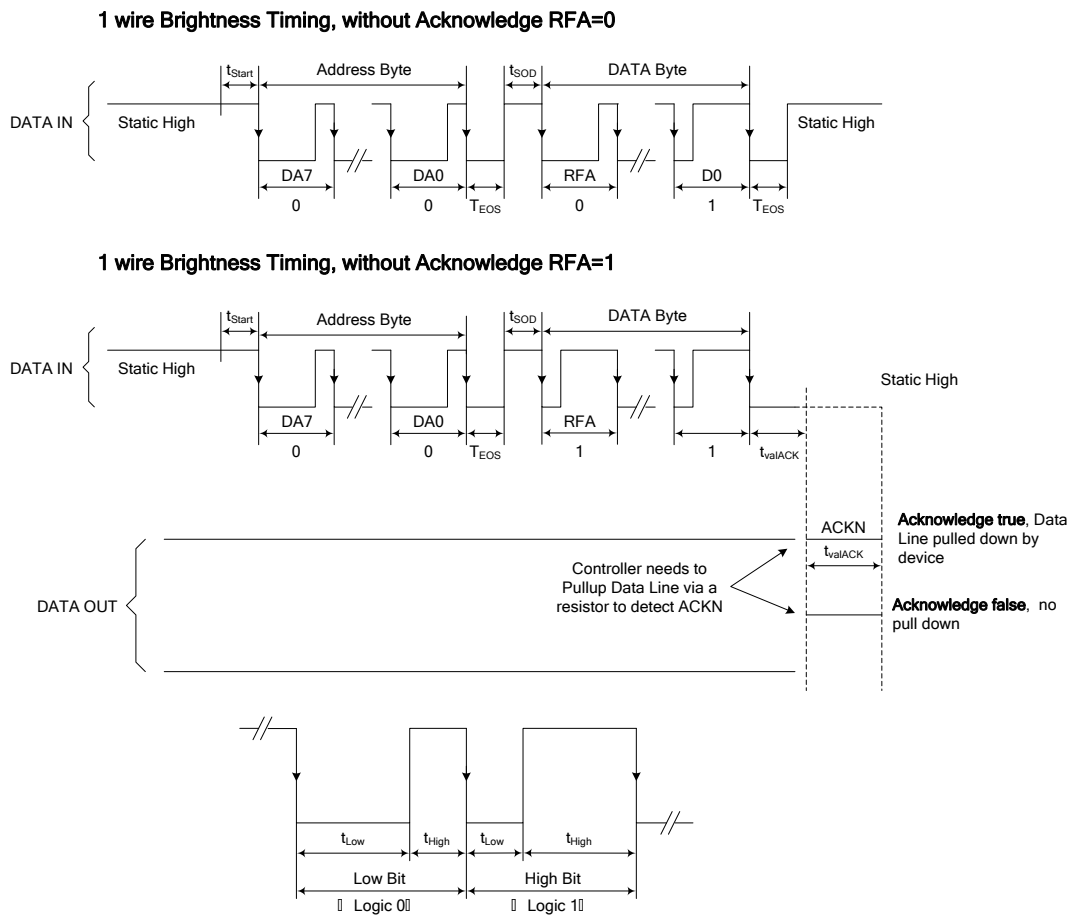 1 wire Brightness Timing, without Acknowledge RFA=0
tStart
Address Byte
tSOD
DATA Byte
DATA IN
Static High
Static High
DA7
DA0
RFA
D0
0
0
TEOS
0
1
TEOS
1 wire Brightness Timing, without Acknowledge RFA=1
tStart
Address Byte
tSOD
DATA Byte
DATA IN
Static High
Static High
DA7
DA0
RFA
0
0
TEOS
1
1
tvalACK
ACKN
tvalACK
Acknowledge true, Data
Line pulled down by
device
Controller needs to
Pullup Data Line via a
resistor to detect ACKN
DATA OUT
Acknowledge false, no
pull down
tLow
tHigh
tLow
tHigh
Low Bit
High Bit
Logic 0
Logic 1